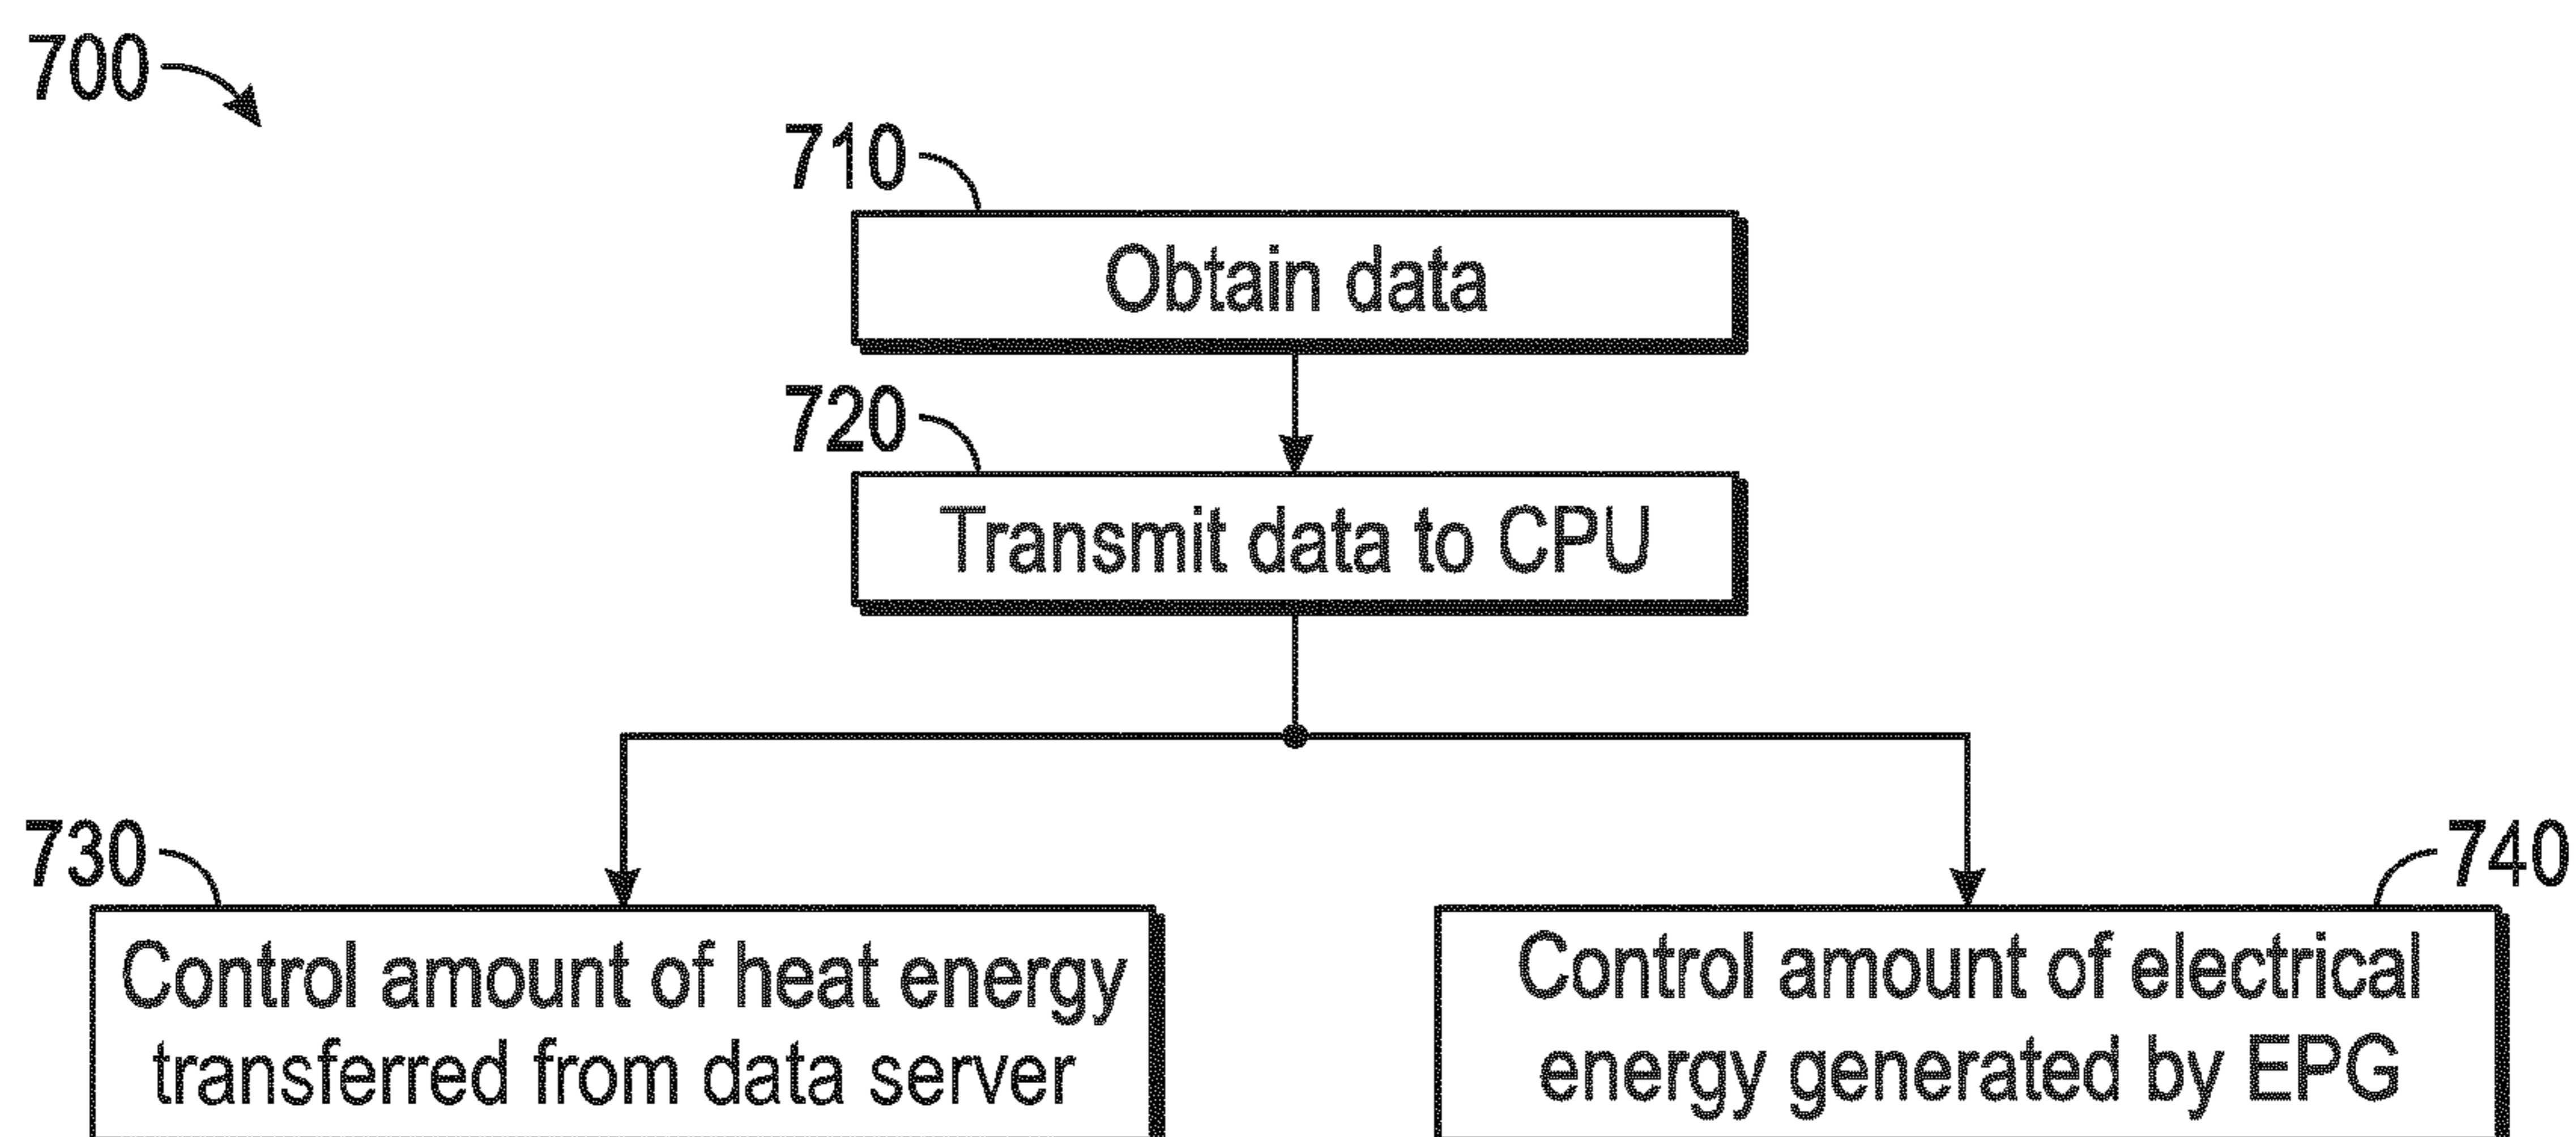 700
710
Obtain data
720
Transmit data to CPU
730
740
Control amount of heat energy
transferred from data server
Control amount of electrical
energy generated by EPG